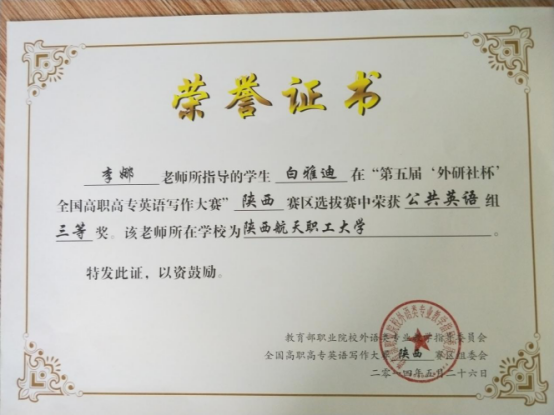 荣誉证书
李娜 老师所指导的学生 白雅迪 在“第五届‘外研社杯’
全国高职高专英语写作大赛”陕西 赛区选拔赛中荣获 公共英语 组
三等 奖。该老师所在学校为陕西航天职工大学。
特发此证，以资鼓励。
教育部职业院校外语类专业教学指导委员会
全国高职高专英语写作大赛 陕西 赛区组委会
二〇一四年五月二十六日